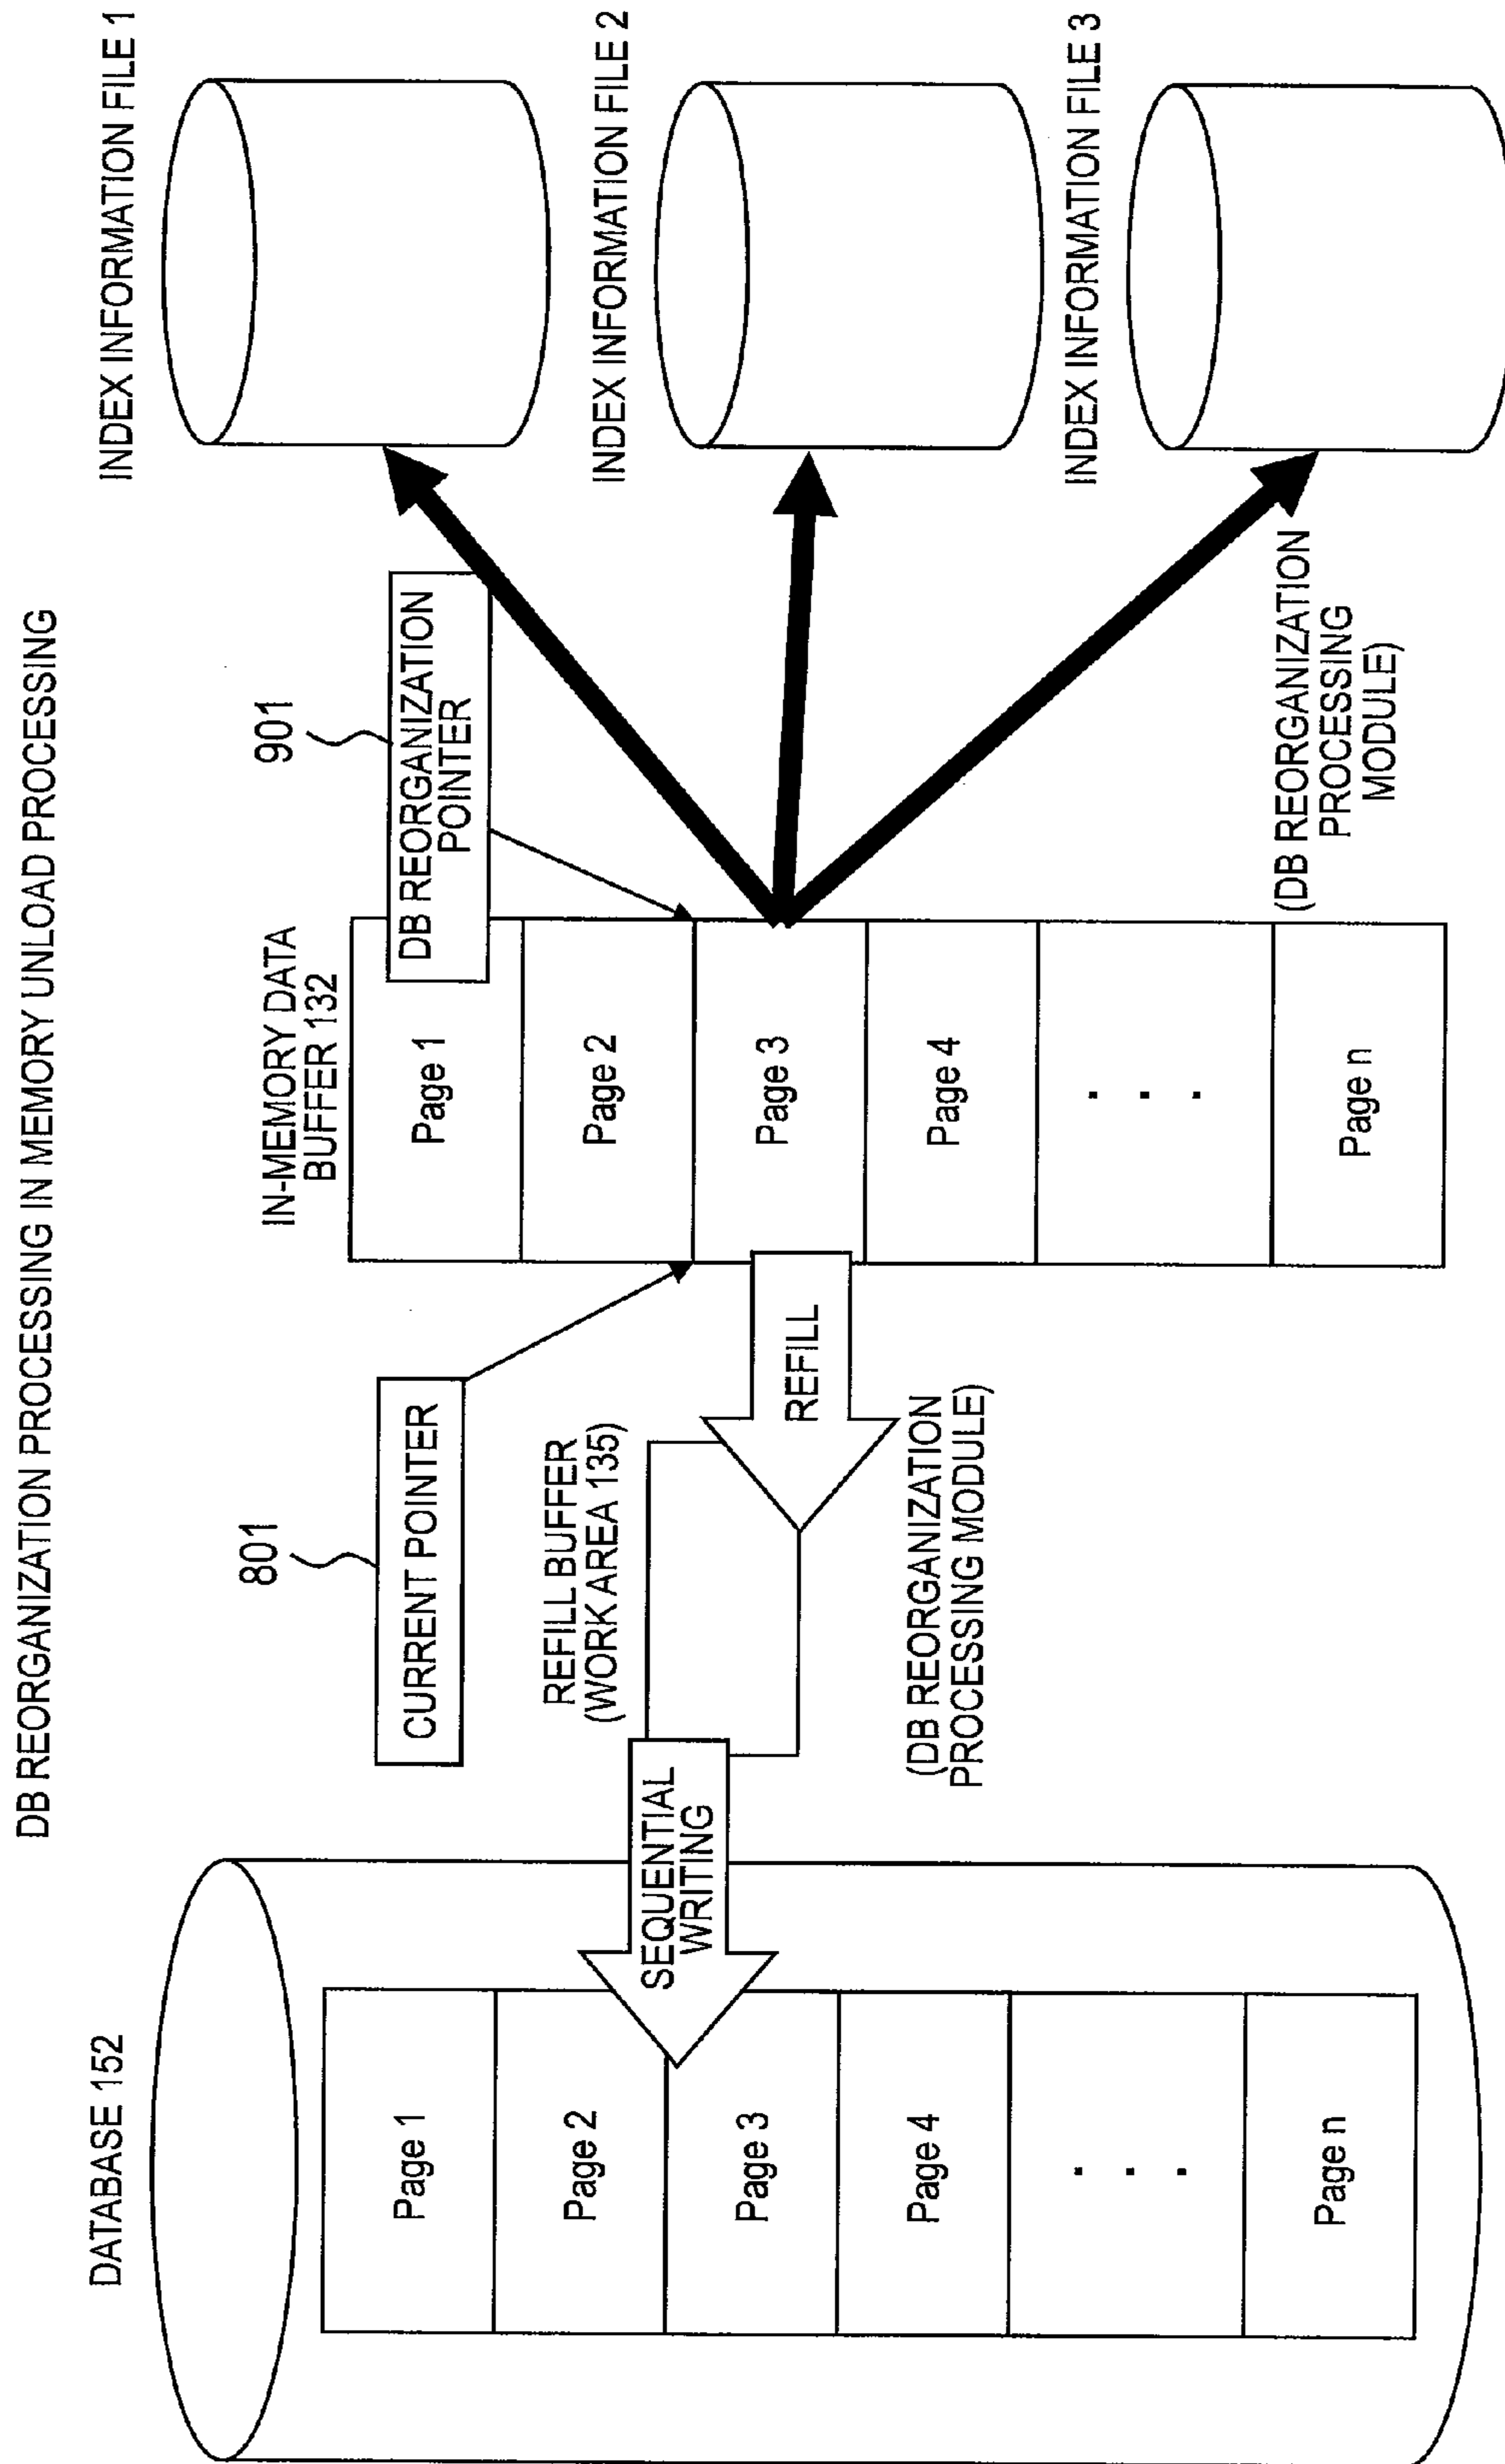 DB REORGANIZATION PROCESSING IN MEMORY UNLOAD PROCESSING
DATABASE 152
Page 1
Page 2
Page 3
Page 4
. . .
Page n
SEQUENTIAL
WRITING
801
CURRENT POINTER
REFILL BUFFER
(WORK AREA 135)
REFILL
(DB REORGANIZATION
PROCESSING MODULE)
IN-MEMORY DATA
BUFFER 132
Page 1
Page 2
Page 3
Page 4
. . .
Page n
901
DB REORGANIZATION
POINTER
(DB REORGANIZATION
PROCESSING
MODULE)
INDEX INFORMATION FILE 1
INDEX INFORMATION FILE 2
INDEX INFORMATION FILE 3